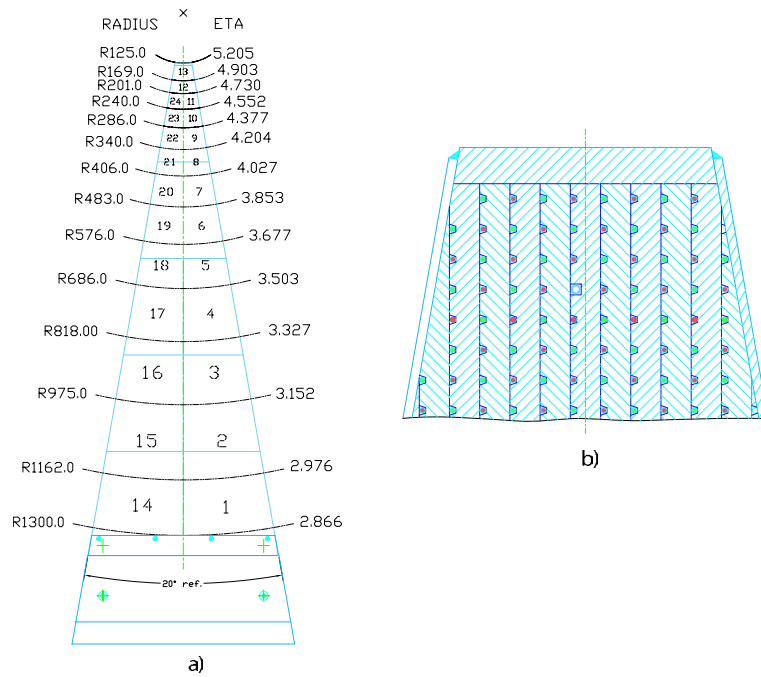 RADIUS ETA
R125.0 5.205
R169.0 13 4.903
R201.0 12 4.730
R240.0 24 11 4.552
R286.0 23 10 4.377
R340.0 22 9 4.204
R406.0 21 8 4.027
R483.0 20 7 3.853
R576.0 19 6 3.677
R686.0 18 5 3.503
R818.00 17 4 3.327
R975.0 16 3 3.152
R1162.0 15 2 2.976
R1300.0 14 1 2.866
20° ref.
a)
b)